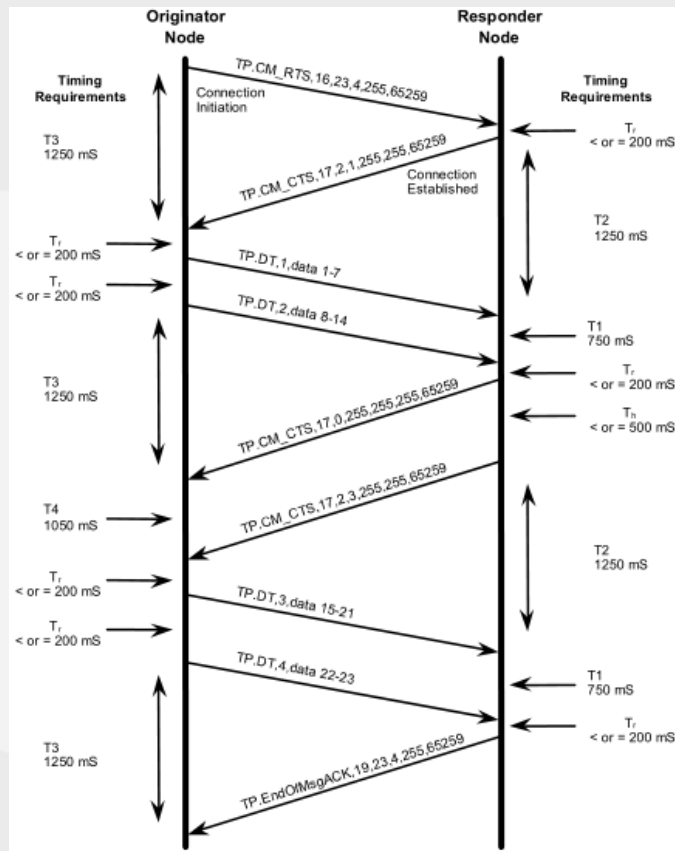 Originator
Node
Responder
Node
Timing
Requirements
Timing
Requirements
TP.CM_RTS,16,23,4,255,65259
Connection
Initiation
T3
1250 mS
Tr
< or = 200 mS
TP.CM_CTS,17,2,1,255,255,65259
Connection
Established
T2
1250 mS
Tr
< or = 200 mS
TP.DT,1,data 1-7
Tr
< or = 200 mS
TP.DT,2,data 8-14
T1
750 mS
T3
1250 mS
Tr
< or = 200 mS
TP.CM_CTS,17,0,255,255,255,65259
Th
< or = 500 mS
TP.CM_CTS,17,2,3,255,255,65259
T4
1050 mS
T2
1250 mS
Tr
< or = 200 mS
TP.DT,3,data 15-21
Tr
< or = 200 mS
TP.DT,4,data 22-23
T1
750 mS
Tr
< or = 200 mS
T3
1250 mS
TP.EndOfMsgACK,19,23,4,255,65259